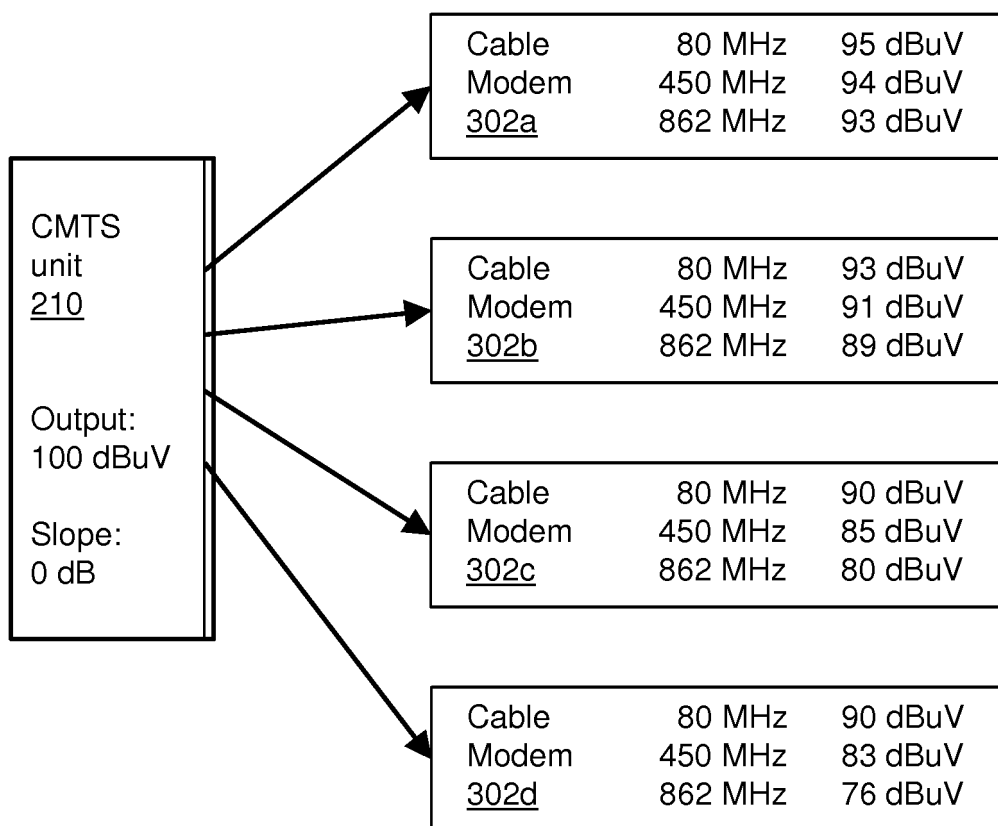 CMTS
unit
210
Output:
100 dBuV
Slope:
0 dB
Cable 80 MHz 95 dBuV
Modem 450 MHz 94 dBuV
302a 862 MHz 93 dBuV
Cable 80 MHz 93 dBuV
Modem 450 MHz 91 dBuV
302b 862 MHz 89 dBuV
Cable 80 MHz 90 dBuV
Modem 450 MHz 85 dBuV
302c 862 MHz 80 dBuV
Cable 80 MHz 90 dBuV
Modem 450 MHz 83 dBuV
302d 862 MHz 76 dBuV